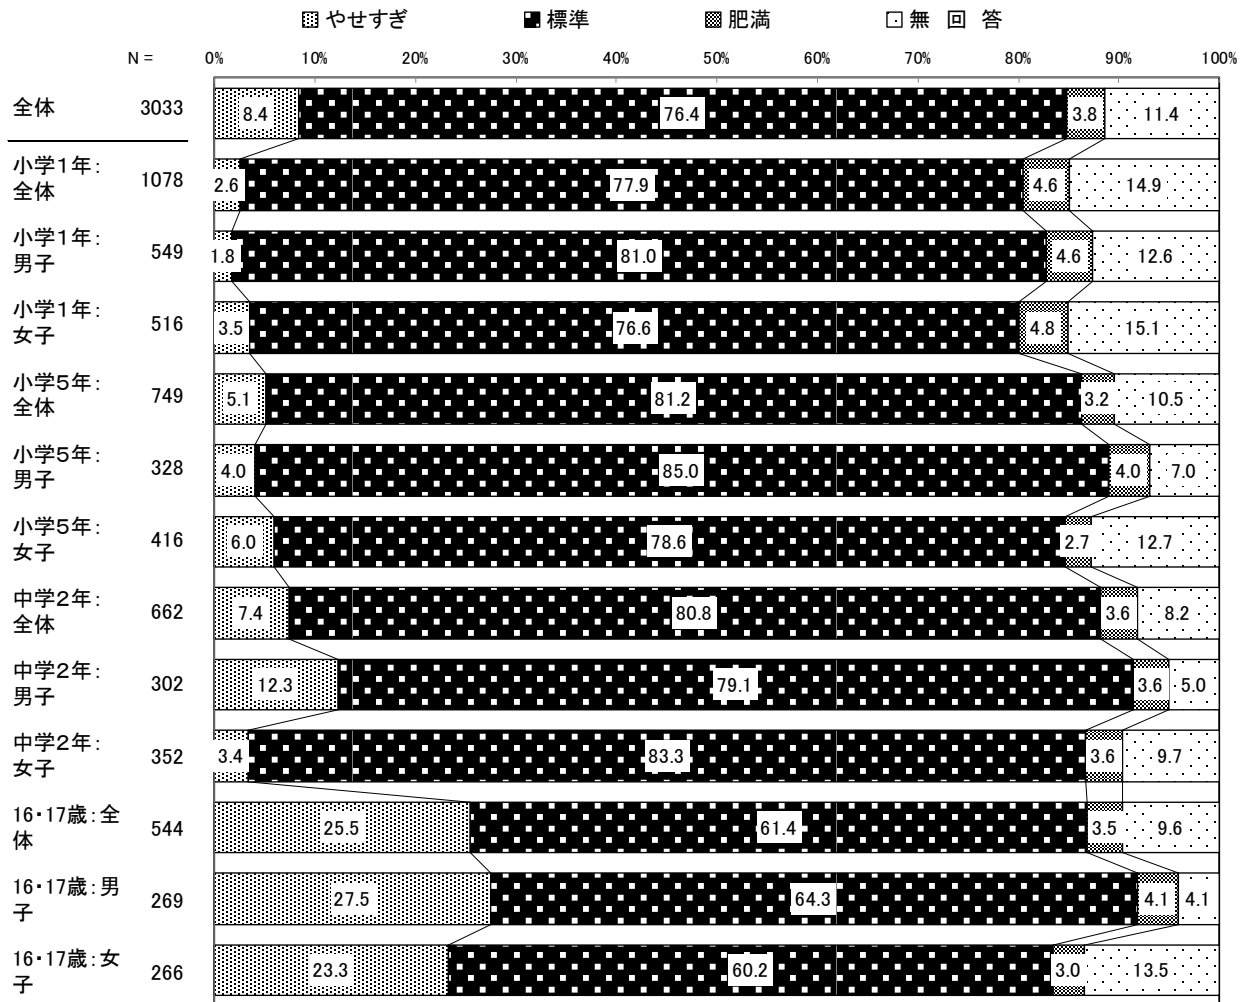 やせすぎ 標準 肥満 無 回 答
N = 0% 10% 20% 30% 40% 50% 60% 70% 80% 90% 100%
全体 3033 8.4 76.4 3.8 11.4
小学1年:
全体 1078 2.6 77.9 4.6 14.9
小学1年:
男子 549 1.8 81.0 4.6 12.6
小学1年:
女子 516 3.5 76.6 4.8 15.1
小学5年:
全体 749 5.1 81.2 3.2 10.5
小学5年:
男子 328 4.0 85.0 4.0 7.0
小学5年:
女子 416 6.0 78.6 2.7 12.7
中学2年:
全体 662 7.4 80.8 3.6 8.2
中学2年:
男子 302 12.3 79.1 3.6 5.0
中学2年:
女子 352 3.4 83.3 3.6 9.7
16・17歳:全
体 544 25.5 61.4 3.5 9.6
16・17歳:男
子 269 27.5 64.3 4.1 4.1
16・17歳:女
子 266 23.3 60.2 3.0 13.5